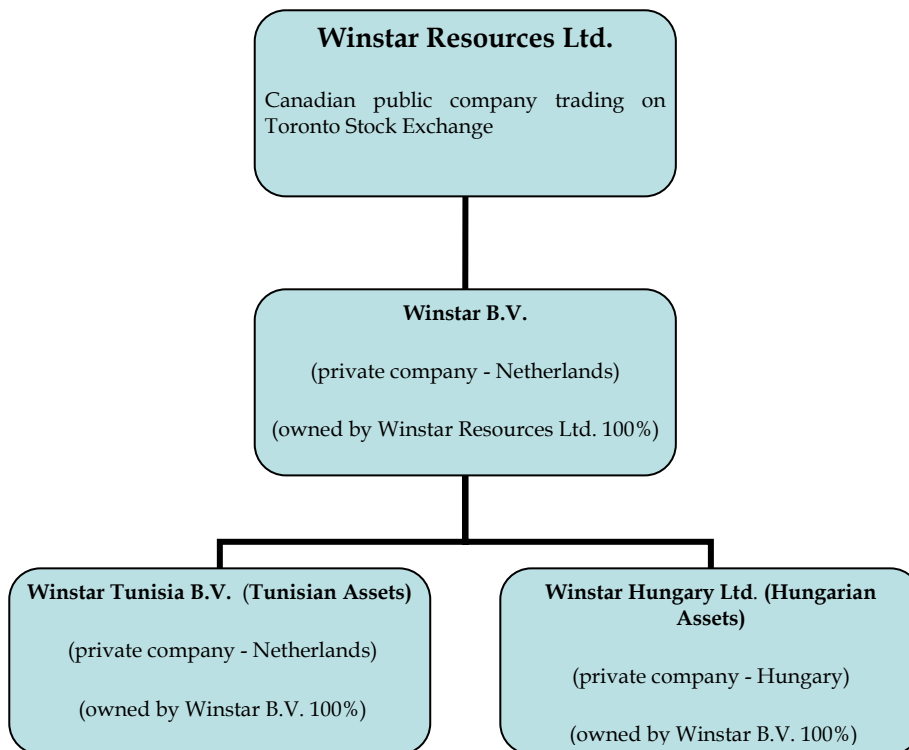 Winstar Resources Ltd.
Canadian public company trading on
Toronto Stock Exchange
Winstar B.V.
(private company - Netherlands)
(owned by Winstar Resources Ltd. 100%)
Winstar Tunisia B.V. (Tunisian Assets)
(private company - Netherlands)
(owned by Winstar B.V. 100%)
Winstar Hungary Ltd. (Hungarian
Assets)
(private company - Hungary)
(owned by Winstar B.V. 100%)